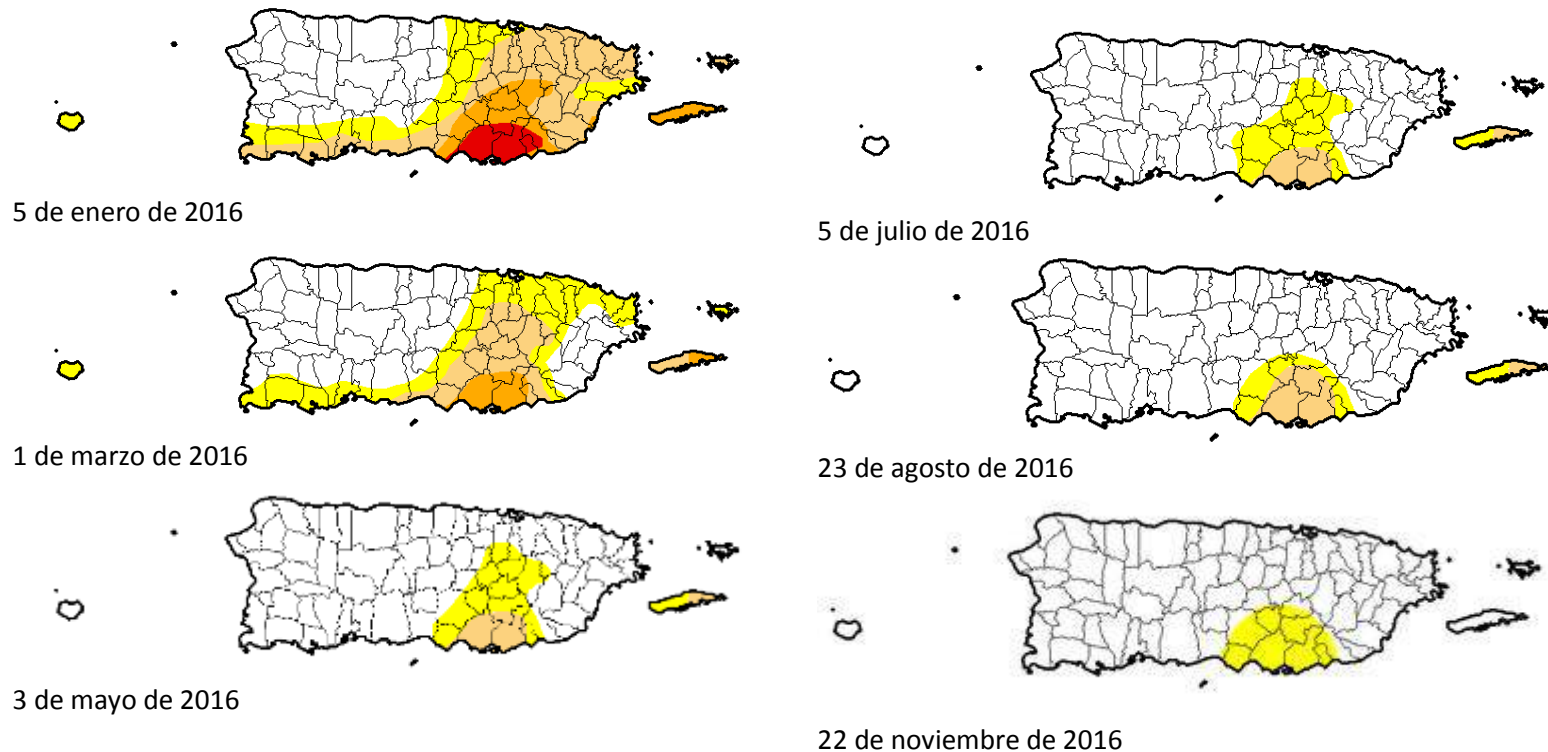 5 de enero de 2016
1 de marzo de 2016
3 de mayo de 2016
5 de julio de 2016
23 de agosto de 2016
22 de noviembre de 2016